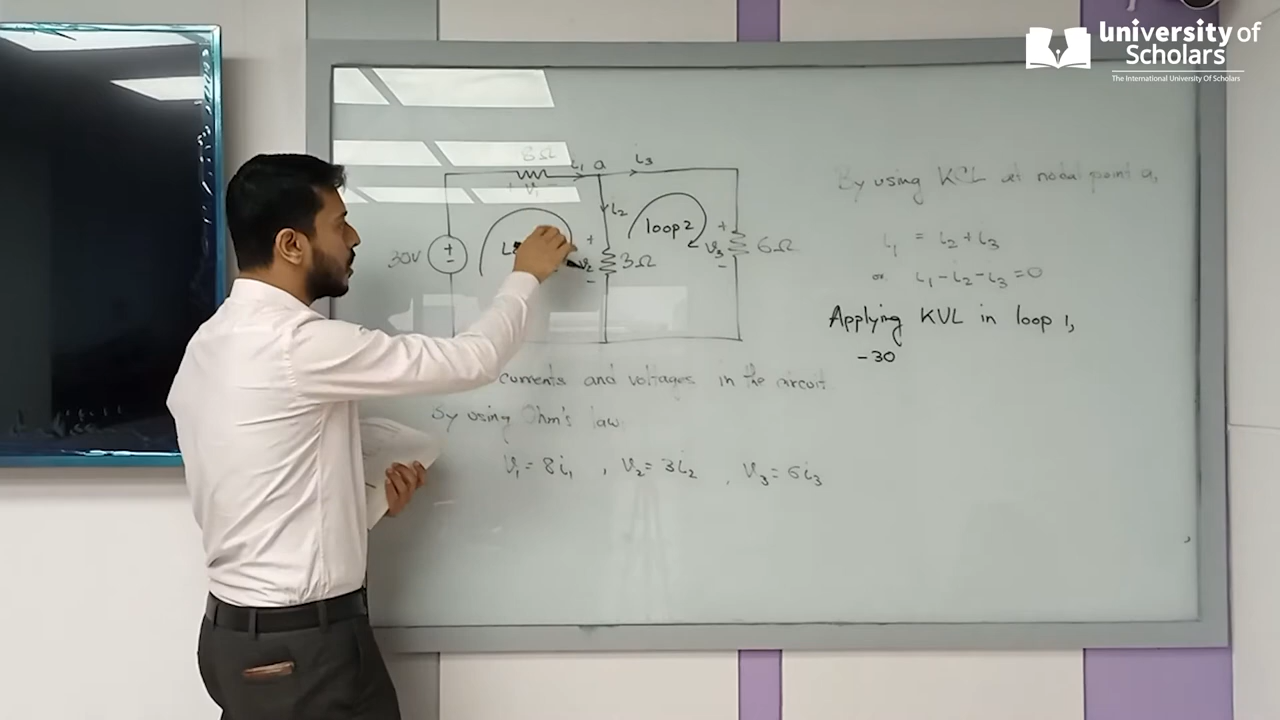 University of
Scholars
The International University Of Scholars
8Ω
i₁ a i₃
+ V₁ -
i₂
30V
+
-
loop2
+
V₂
-
3Ω
+
V₃
-
6Ω
currents and voltages in the circuit
By using Ohm's law
V₁ = 8i₁ , V₂ = 3i₂ , V₃ = 6i₃
By using KCL at nodal point a,
i₁ = i₂ + i₃
or i₁ - i₂ - i₃ = 0
Applying KVL in loop 1,
-30